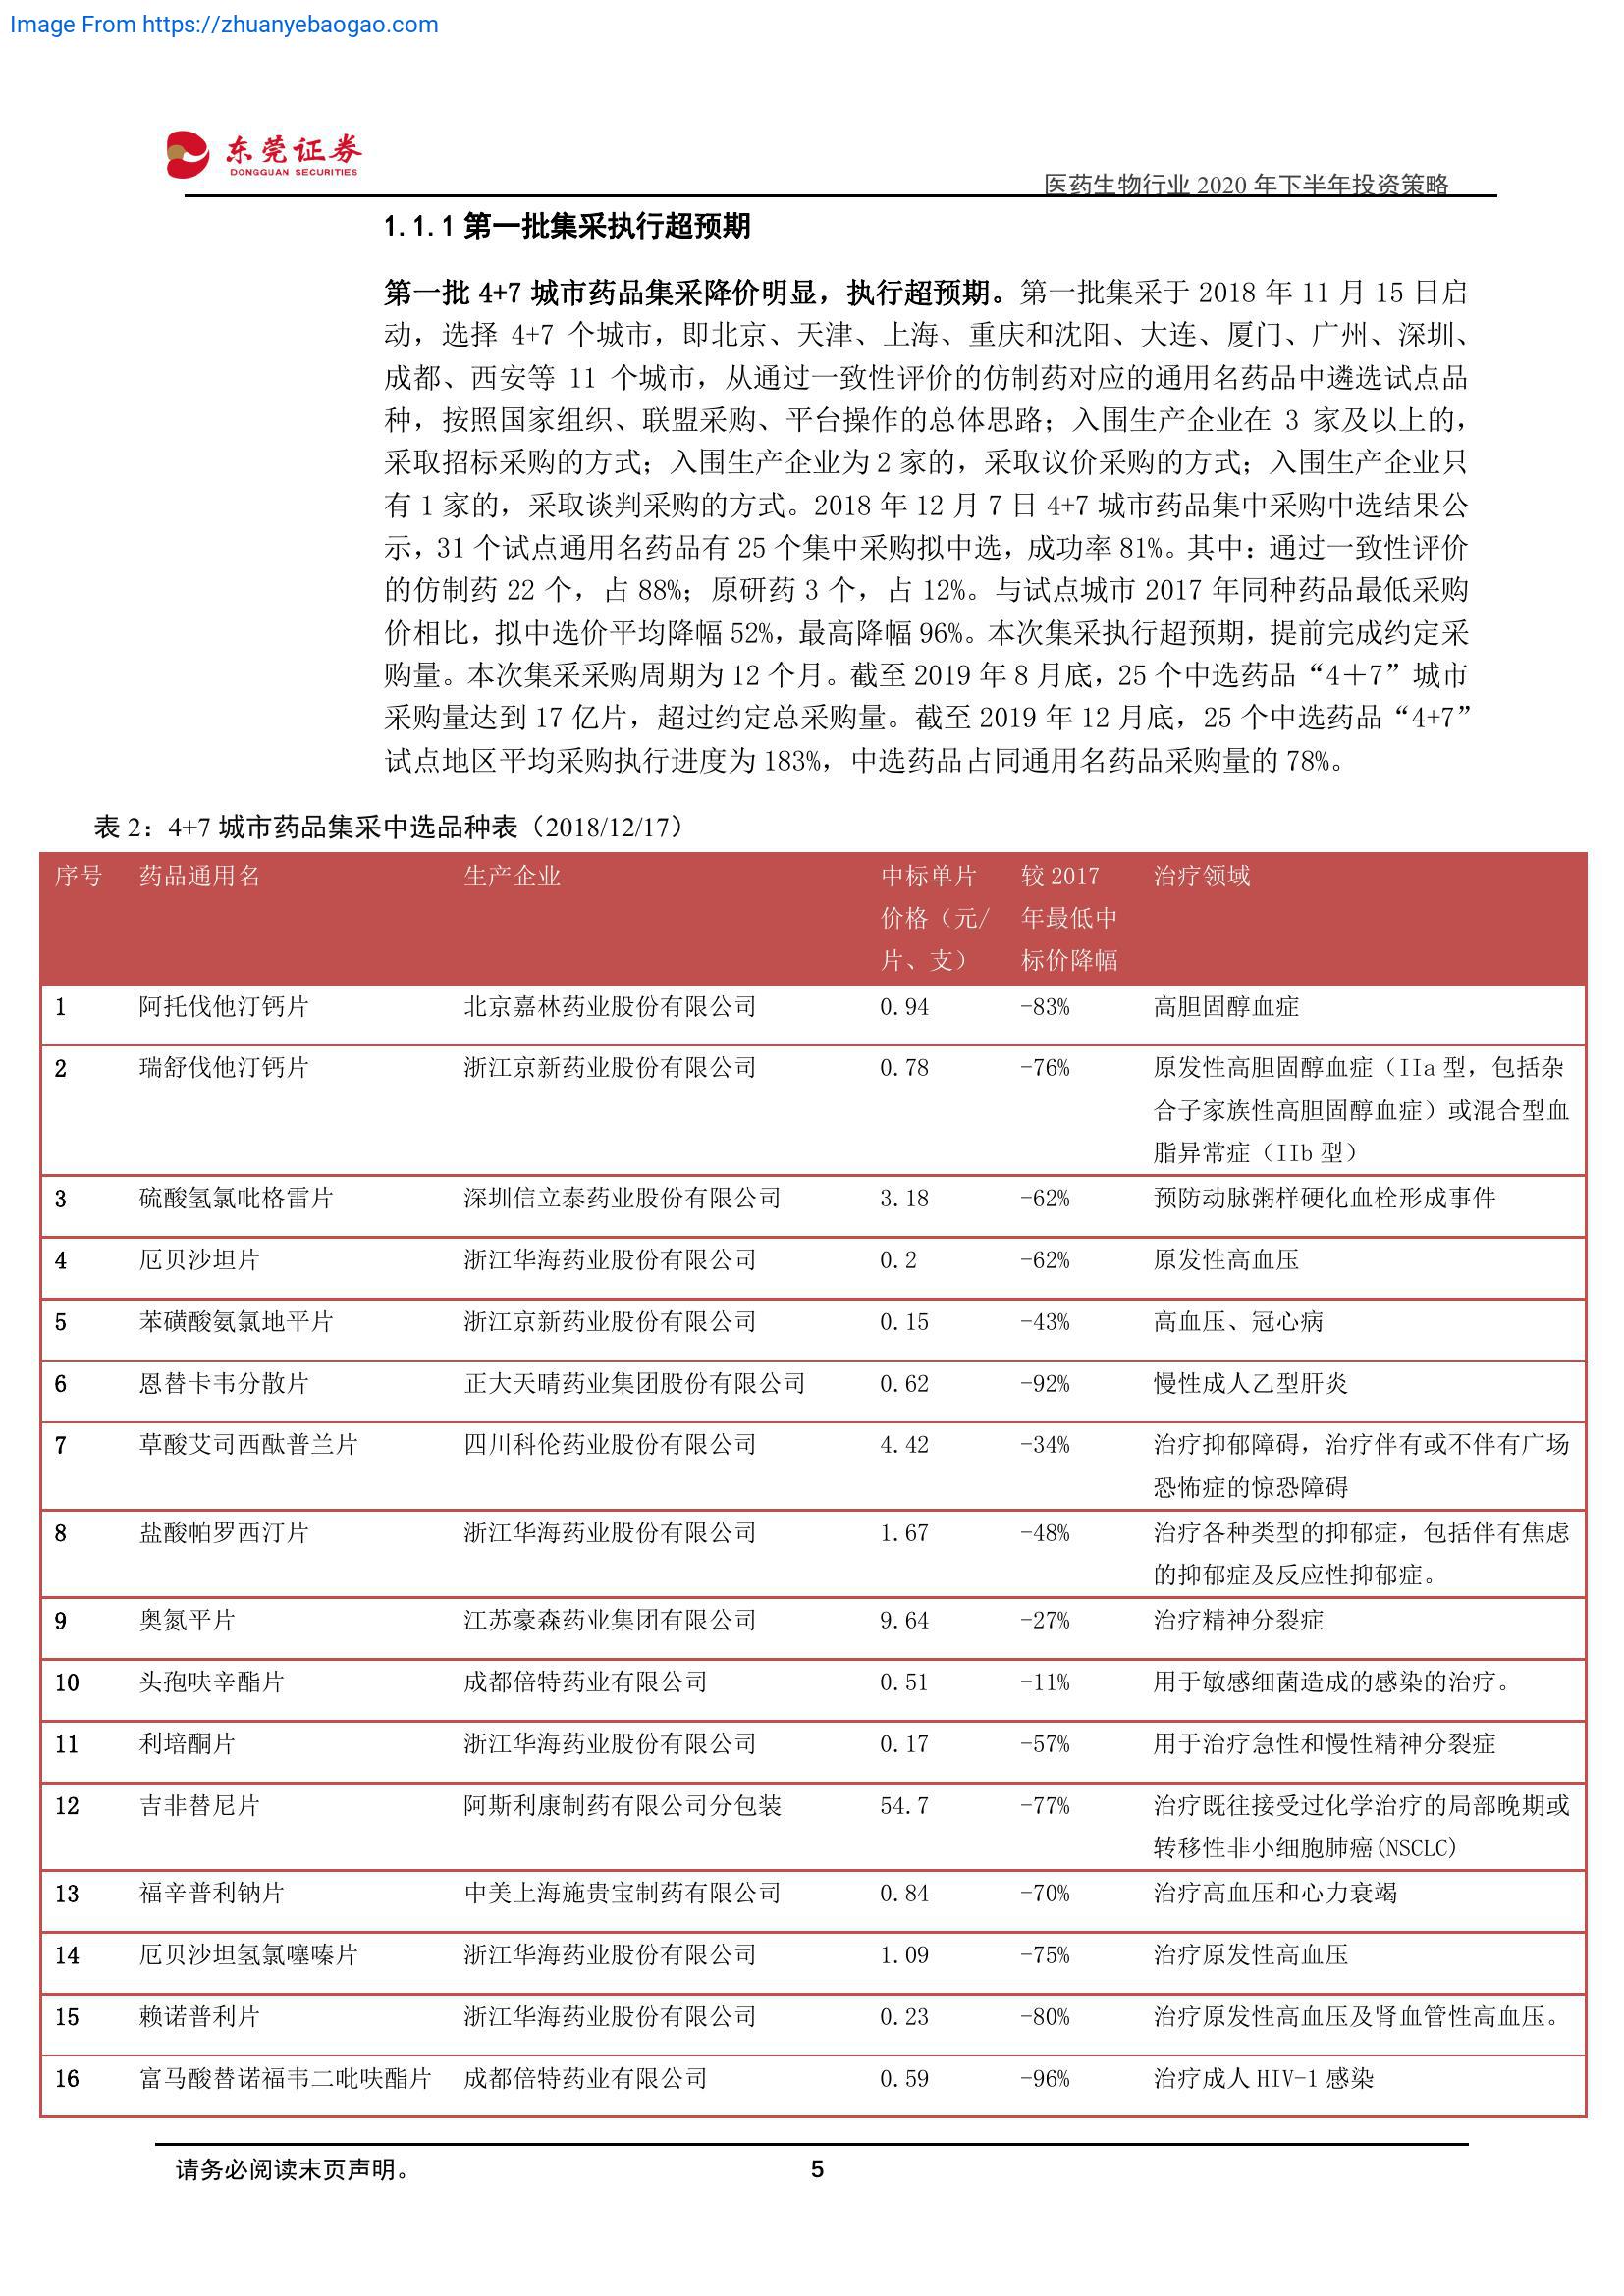 Image From https://zhuanyebaogao.com
东莞证券
DONGGUAN SECURITIES
医药生物行业 2020 年下半年投资策略
1.1.1 第一批集采执行超预期
第一批 4+7 城市药品集采降价明显，执行超预期。第一批集采于 2018 年 11 月 15 日启
动，选择 4+7 个城市，即北京、天津、上海、重庆和沈阳、大连、厦门、广州、深圳、
成都、西安等 11 个城市，从通过一致性评价的仿制药对应的通用名药品中遴选试点品
种，按照国家组织、联盟采购、平台操作的总体思路；入围生产企业在 3 家及以上的，
采取招标采购的方式；入围生产企业为 2 家的，采取议价采购的方式；入围生产企业只
有 1 家的，采取谈判采购的方式。2018 年 12 月 7 日 4+7 城市药品集中采购中选结果公
示，31 个试点通用名药品有 25 个集中采购拟中选，成功率 81%。其中：通过一致性评价
的仿制药 22 个，占 88%；原研药 3 个，占 12%。与试点城市 2017 年同种药品最低采购
价相比，拟中选价平均降幅 52%，最高降幅 96%。本次集采执行超预期，提前完成约定采
购量。本次集采采购周期为 12 个月。截至 2019 年 8 月底，25 个中选药品“4＋7”城市
采购量达到 17 亿片，超过约定总采购量。截至 2019 年 12 月底，25 个中选药品“4+7”
试点地区平均采购执行进度为 183%，中选药品占同通用名药品采购量的 78%。
表 2：4+7 城市药品集采中选品种表（2018/12/17）
序号 药品通用名 生产企业 中标单片 较 2017 治疗领域
价格（元/ 年最低中
片、支） 标价降幅
1 阿托伐他汀钙片 北京嘉林药业股份有限公司 0.94 -83% 高胆固醇血症
2 瑞舒伐他汀钙片 浙江京新药业股份有限公司 0.78 -76% 原发性高胆固醇血症（IIa 型，包括杂
合子家族性高胆固醇血症）或混合型血
脂异常症（IIb 型）
3 硫酸氢氯吡格雷片 深圳信立泰药业股份有限公司 3.18 -62% 预防动脉粥样硬化血栓形成事件
4 厄贝沙坦片 浙江华海药业股份有限公司 0.2 -62% 原发性高血压
5 苯磺酸氨氯地平片 浙江京新药业股份有限公司 0.15 -43% 高血压、冠心病
6 恩替卡韦分散片 正大天晴药业集团股份有限公司 0.62 -92% 慢性成人乙型肝炎
7 草酸艾司西酞普兰片 四川科伦药业股份有限公司 4.42 -34% 治疗抑郁障碍，治疗伴有或不伴有广场
恐怖症的惊恐障碍
8 盐酸帕罗西汀片 浙江华海药业股份有限公司 1.67 -48% 治疗各种类型的抑郁症，包括伴有焦虑
的抑郁症及反应性抑郁症。
9 奥氮平片 江苏豪森药业集团有限公司 9.64 -27% 治疗精神分裂症
10 头孢呋辛酯片 成都倍特药业有限公司 0.51 -11% 用于敏感细菌造成的感染的治疗。
11 利培酮片 浙江华海药业股份有限公司 0.17 -57% 用于治疗急性和慢性精神分裂症
12 吉非替尼片 阿斯利康制药有限公司分包装 54.7 -77% 治疗既往接受过化学治疗的局部晚期或
转移性非小细胞肺癌(NSCLC)
13 福辛普利钠片 中美上海施贵宝制药有限公司 0.84 -70% 治疗高血压和心力衰竭
14 厄贝沙坦氢氯噻嗪片 浙江华海药业股份有限公司 1.09 -75% 治疗原发性高血压
15 赖诺普利片 浙江华海药业股份有限公司 0.23 -80% 治疗原发性高血压及肾血管性高血压。
16 富马酸替诺福韦二吡呋酯片 成都倍特药业有限公司 0.59 -96% 治疗成人 HIV-1 感染
请务必阅读末页声明。 5